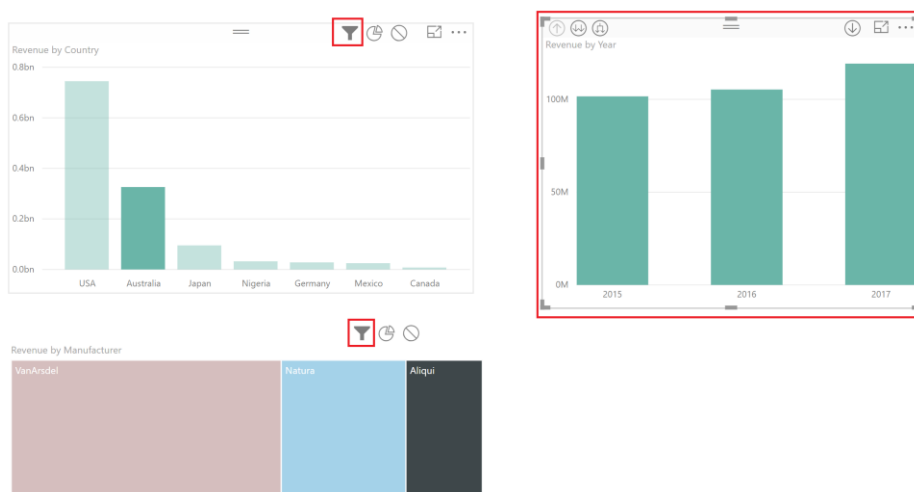 Revenue by Country
0.8bn
0.6bn
0.4bn
0.2bn
0.0bn
USA Australia Japan Nigeria Germany Mexico Canada
Revenue by Year
100M
50M
0M
2015 2016 2017
Revenue by Manufacturer
VanArsdel Natura Aliqui